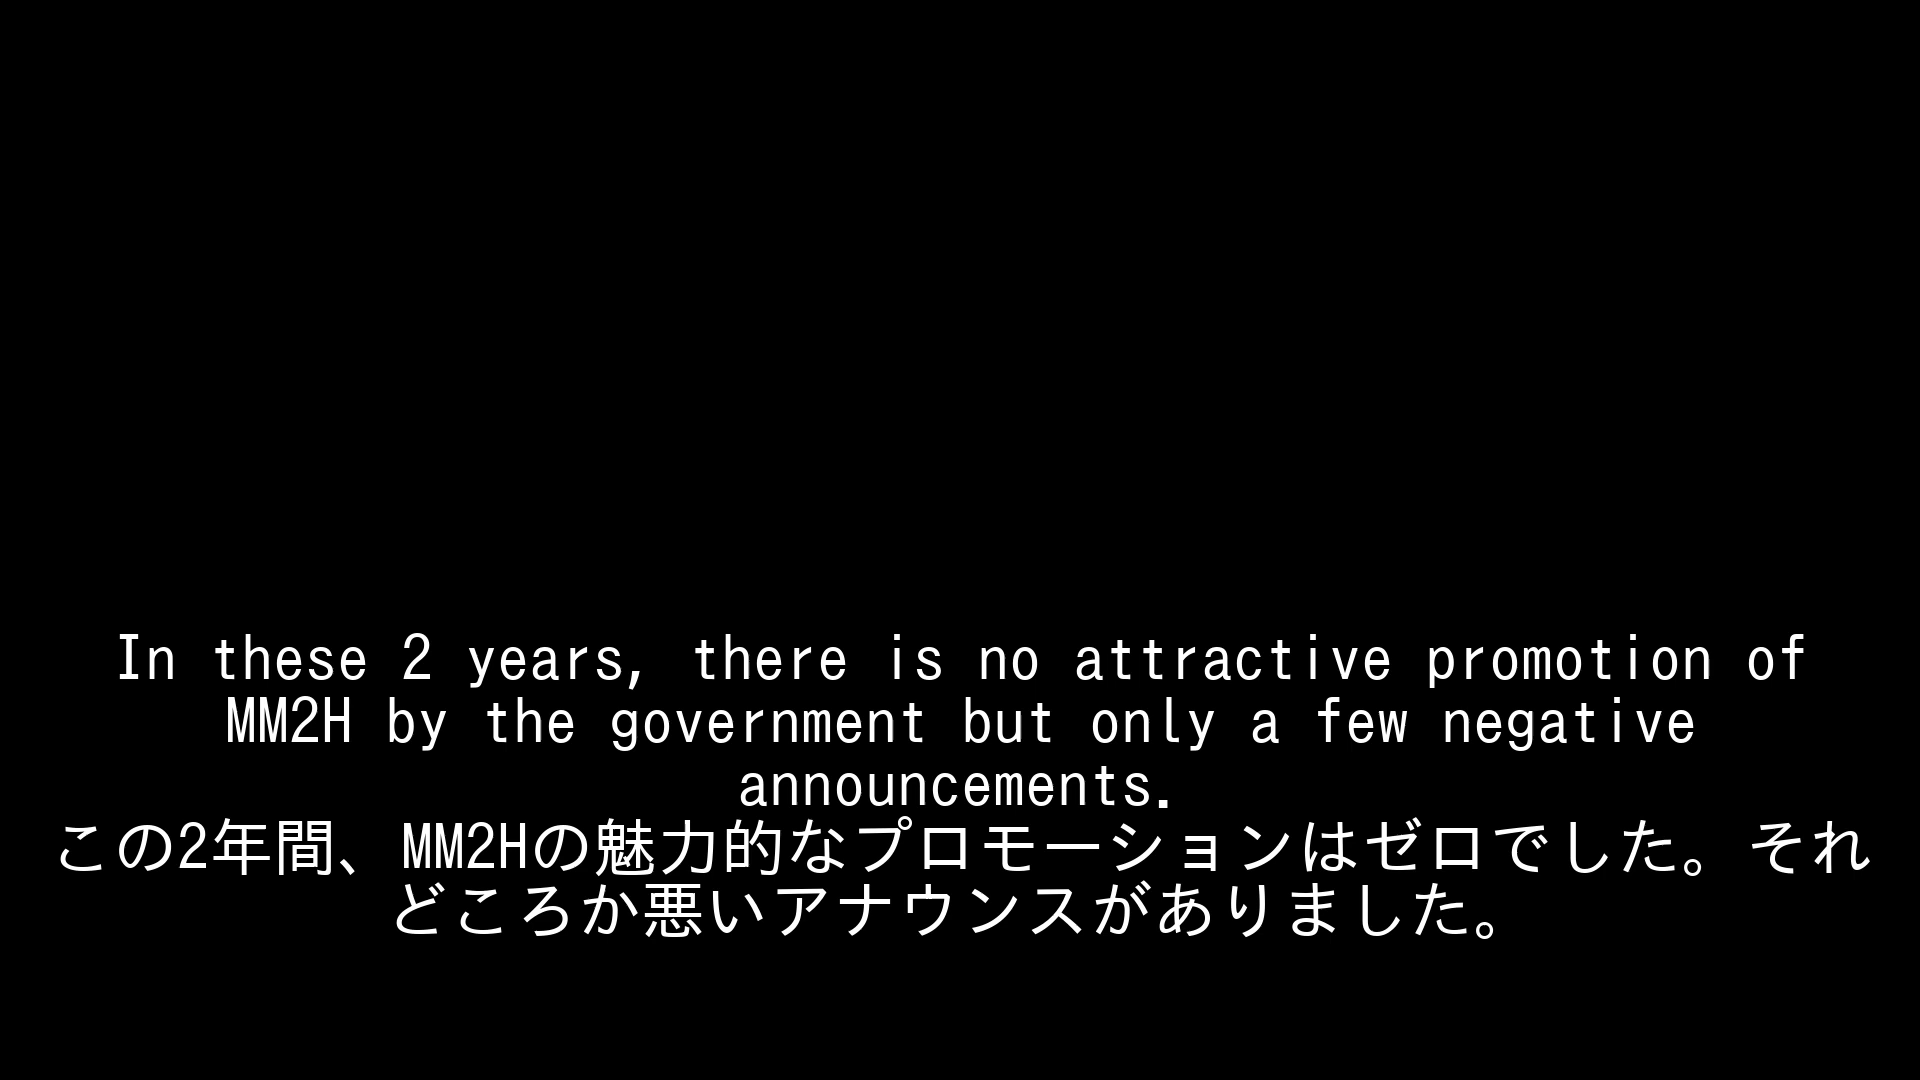 In these 2 years, there is no attractive promotion of
MM2H by the government but only a few negative
announcements.
この2年間、MM2Hの魅力的なプロモーションはゼロでした。それ
どころか悪いアナウンスがありました。